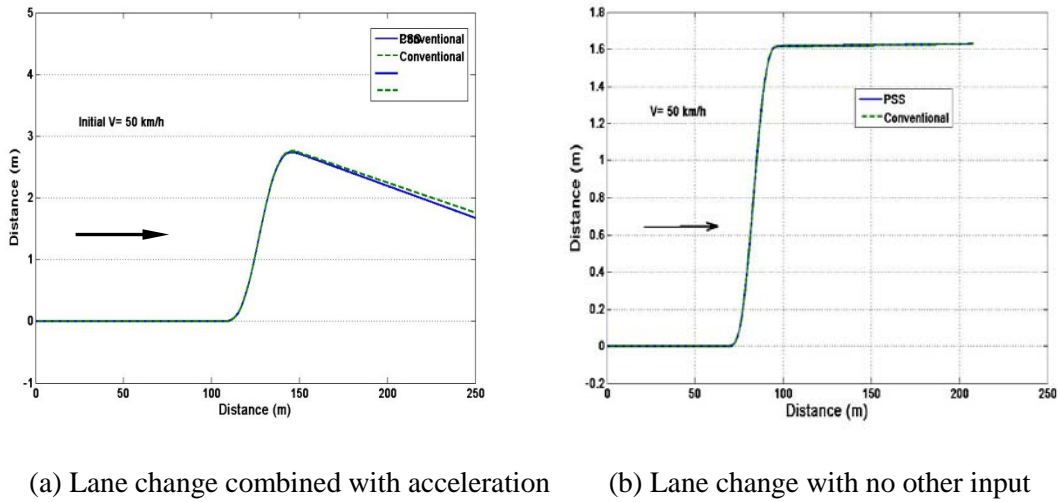 5
4
3
2
1
0
-1
0 50 100 150 200 250
Distance (m)
Distance (m)
Conventional
Conventional
Initial V= 50 km/h
1.8
1.6
1.4
1.2
1
0.8
0.6
0.4
0.2
0
-0.2
0 50 100 150 200 250
Distance (m)
Distance (m)
PSS
Conventional
V= 50 km/h
(a) Lane change combined with acceleration
(b) Lane change with no other input